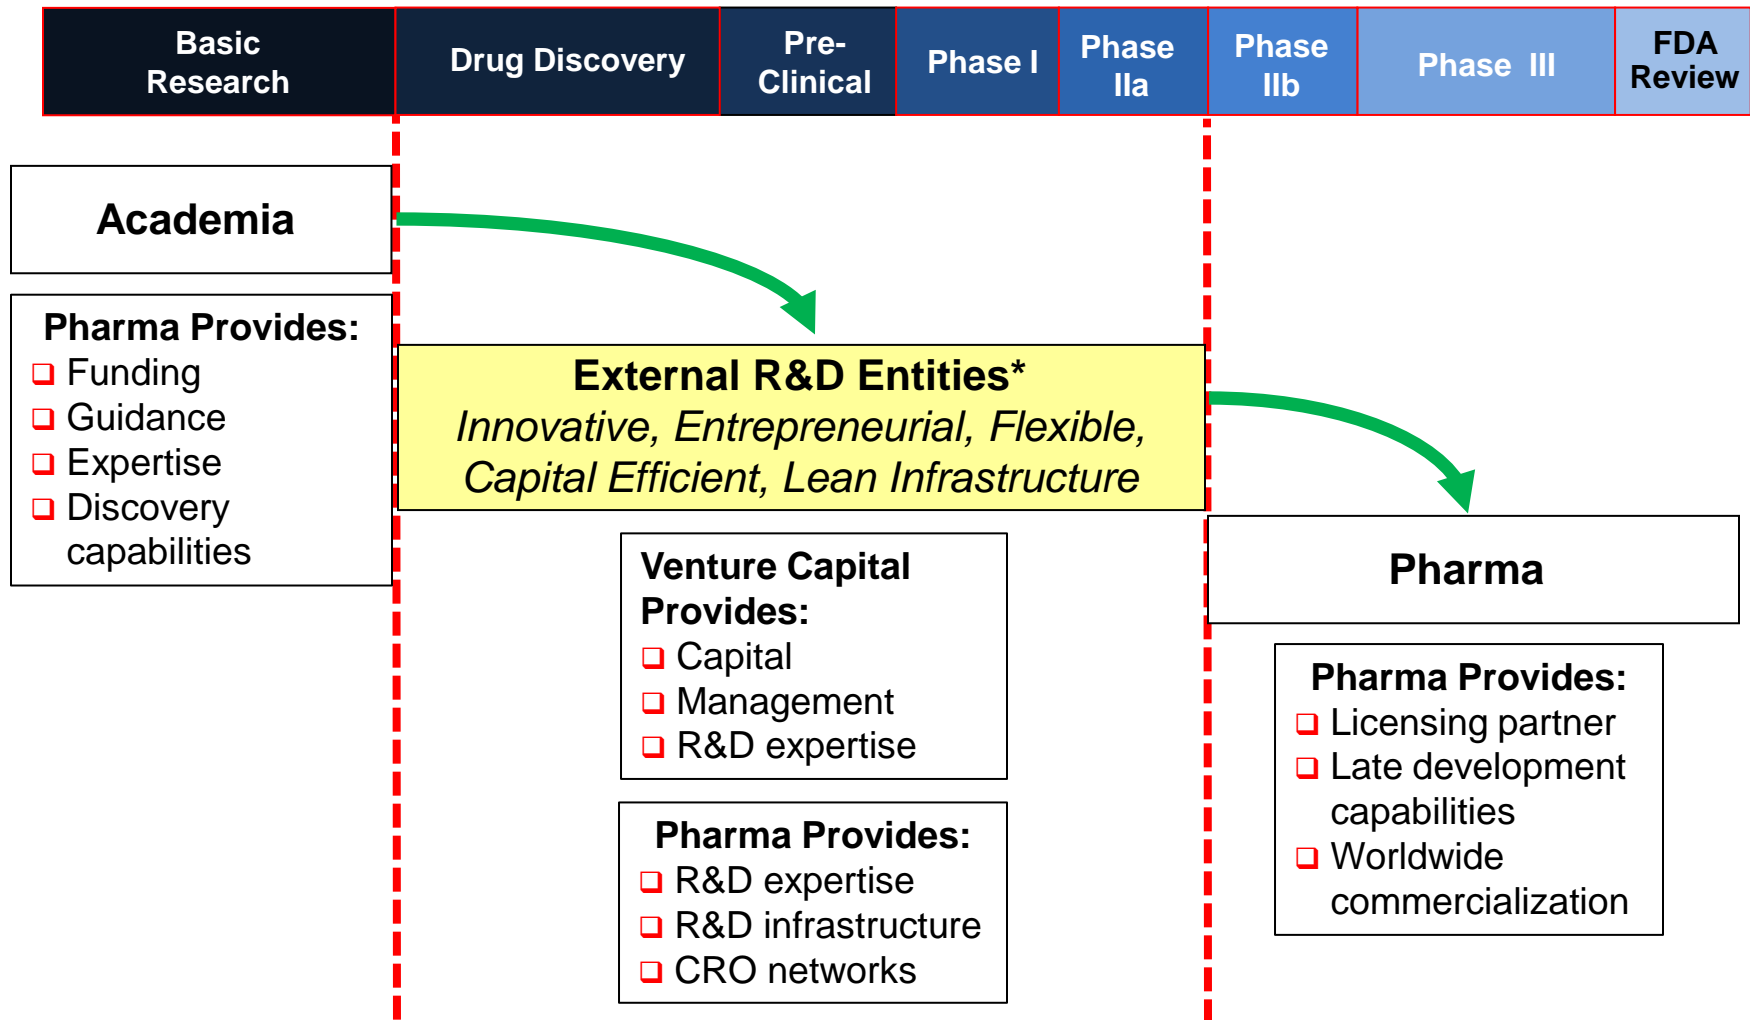 Basic
Research
Drug Discovery
Pre-
Clinical
Phase I
Phase
IIa
Phase
IIb
Phase III
FDA
Review
Academia
Pharma Provides:
❑ Funding
❑ Guidance
❑ Expertise
❑ Discovery
capabilities
External R&D Entities*
Innovative, Entrepreneurial, Flexible,
Capital Efficient, Lean Infrastructure
Venture Capital
Provides:
❑ Capital
❑ Management
❑ R&D expertise
Pharma Provides:
❑ R&D expertise
❑ R&D infrastructure
❑ CRO networks
Pharma
Pharma Provides:
❑ Licensing partner
❑ Late development
capabilities
❑ Worldwide
commercialization